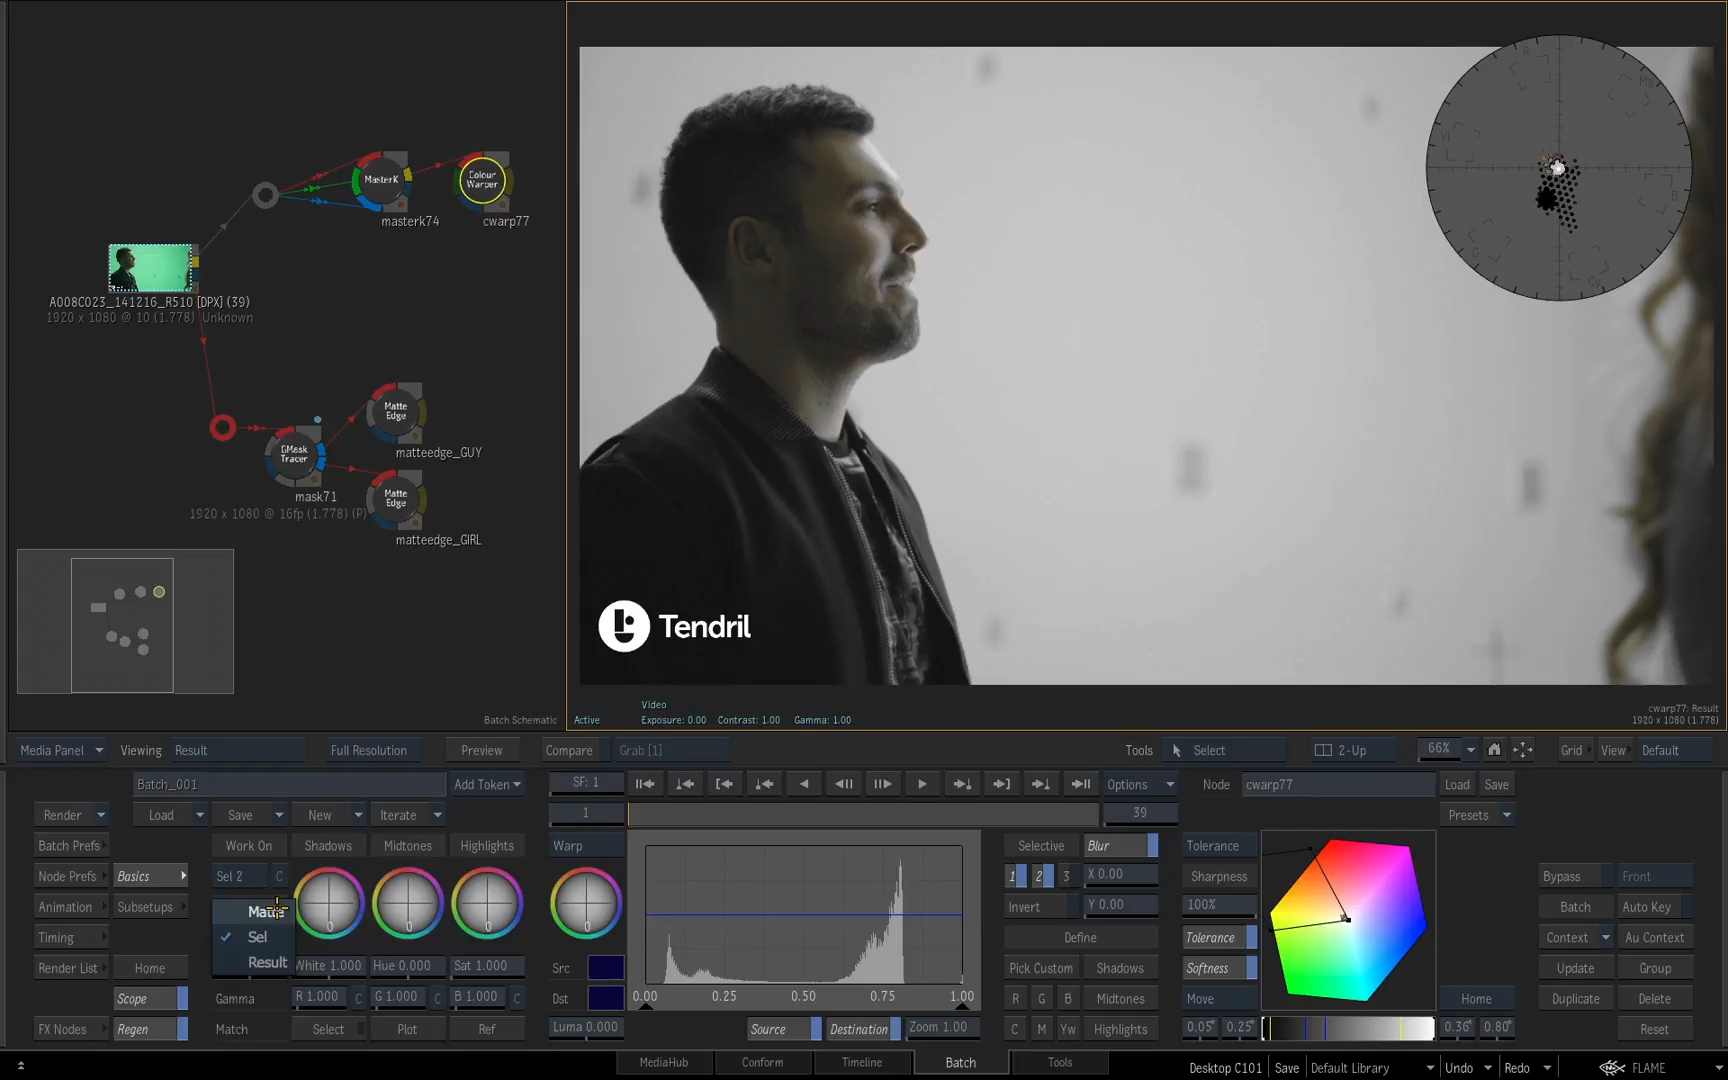 MasterK
masterk74
Colour
Warper
cwarp77
A008C023_141216_R510 [DPX] (39)
1920 x 1080 @ 10 (1.778) Unknown
Matte
Edge
matteedge_GUY
GMask
Tracer
mask71
1920 x 1080 @ 16fp (1.778) (P)
Matte
Edge
matteedge_GIRL
Batch Schematic
R
Mg
B
Cy
G
Yl
Tendril
Video
Active
Exposure: 0.00 Contrast: 1.00 Gamma: 1.00
cwarp77: Result
1920 x 1080 (1.778)
Media Panel Viewing Result Full Resolution Preview Compare Grab [1] Tools Select 2-Up 66% Grid View Default
Batch_001 Add Token SF: 1 Options Node cwarp77 Load Save
Render Load Save New Iterate 1 39 Presets
Batch Prefs Work On Shadows Midtones Highlights Warp Selective Blur Tolerance
Node Prefs Basics Sel 2 C 1 2 3 X 0.00 Sharpness Bypass Front
Animation Subsetups Matte 0 0 0 0 Invert Y 0.00 100% Batch Auto Key
Timing Sel Define Tolerance Context Au Context
Render List Home Result White 1.000 Hue 0.000 Sat 1.000 Src Pick Custom Shadows Softness Update Group
Scope Gamma R 1.000 C G 1.000 C B 1.000 C Dst 0.00 0.25 0.50 0.75 1.00 R G B Midtones Move Home Duplicate Delete
FX Nodes Regen Match Select Plot Ref Luma 0.000 Source Destination Zoom 1.00 C M Yw Highlights 0.05* 0.25* 0.36* 0.80* Reset
MediaHub Conform Timeline Batch Tools Desktop C101 Save Default Library Undo Redo FLAME